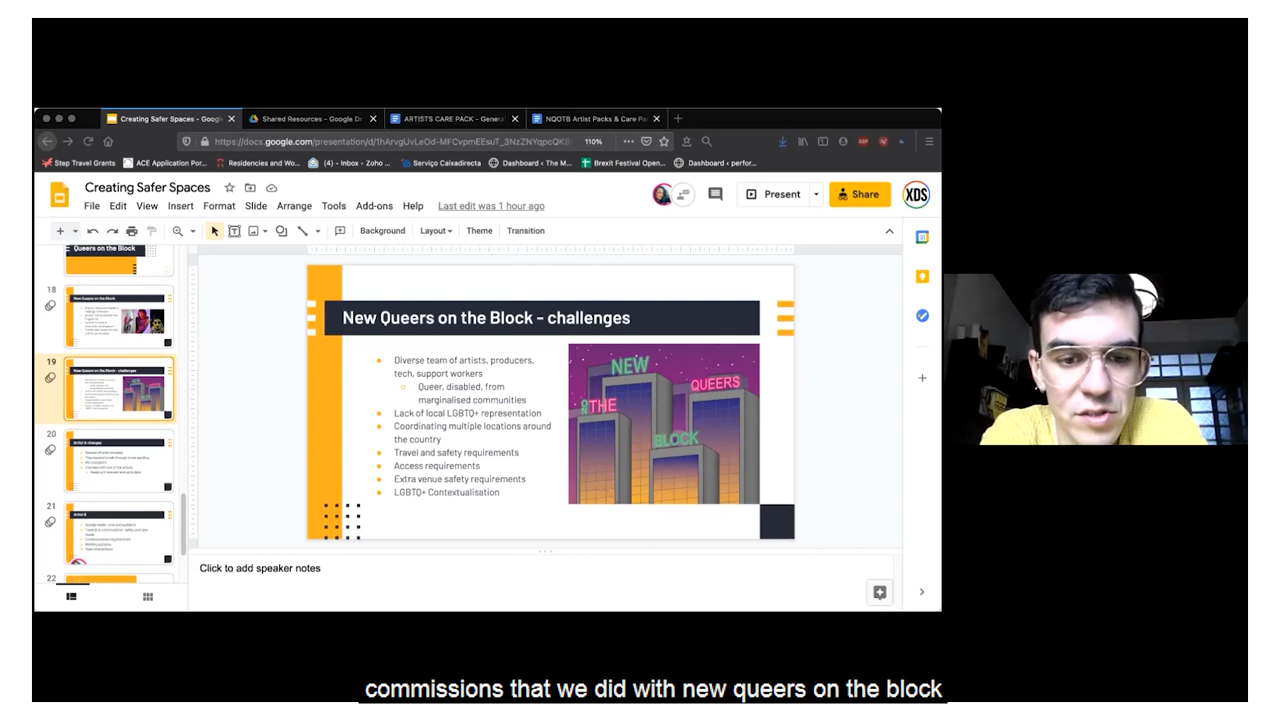 Creating Safer Spaces - Googl
Shared Resources - Google Dr
ARTISTS CARE PACK - General
NQOTB Artist Packs & Care Pa
110%
Step Travel Grants
ACE Application Por...
Residencies and Wo...
(4) - Inbox - Zoho ...
Serviço Caixadirecta
Dashboard ‹ The M...
Brexit Festival Open...
Dashboard ‹ perfor...
Creating Safer Spaces
File Edit View Insert Format Slide Arrange Tools Add-ons Help Last edit was 1 hour ago
Present
Share
XDS
Background Layout Theme Transition
Queers on the Block
18
New Queers on the Block
19
New Queers on the Block - challenges
20
Artist A changes
21
Artist B
22
New Queers on the Block - challenges
Diverse team of artists, producers,
tech, support workers
Queer, disabled, from
marginalised communities
Lack of local LGBTQ+ representation
Coordinating multiple locations around
the country
Travel and safety requirements
Access requirements
Extra venue safety requirements
LGBTQ+ Contextualisation
NEW
QUEERS
ON
THE
BLOCK
Click to add speaker notes
commissions that we did with new queers on the block